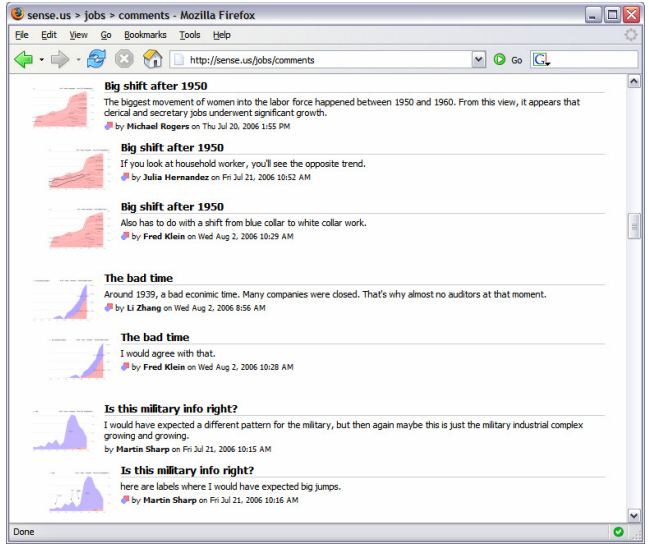 sense.us > jobs > comments - Mozilla Firefox
File Edit View Go Bookmarks Tools Help
http://sense.us/jobs/comments Go G
Big shift after 1950
The biggest movement of women into the labor force happened between 1950 and 1960. From this view, it appears that
clerical and secretary jobs underwent significant growth.
by Michael Rogers on Thu Jul 20, 2006 1:55 PM
Big shift after 1950
If you look at household worker, you'll see the opposite trend.
by Julia Hernandez on Fri Jul 21, 2006 10:52 AM
Big shift after 1950
Also has to do with a shift from blue collar to white collar work.
by Fred Klein on Wed Aug 2, 2006 10:29 AM
The bad time
Around 1939, a bad econimic time. Many companies were closed. That's why almost no auditors at that moment.
by Li Zhang on Wed Aug 2, 2006 8:56 AM
The bad time
I would agree with that.
by Fred Klein on Wed Aug 2, 2006 10:28 AM
Is this military info right?
I would have expected a different pattern for the military, but then again maybe this is just the military industrial complex
growing and growing.
by Martin Sharp on Fri Jul 21, 2006 10:15 AM
Is this military info right?
here are labels where I would have expected big jumps.
by Martin Sharp on Fri Jul 21, 2006 10:16 AM
Done